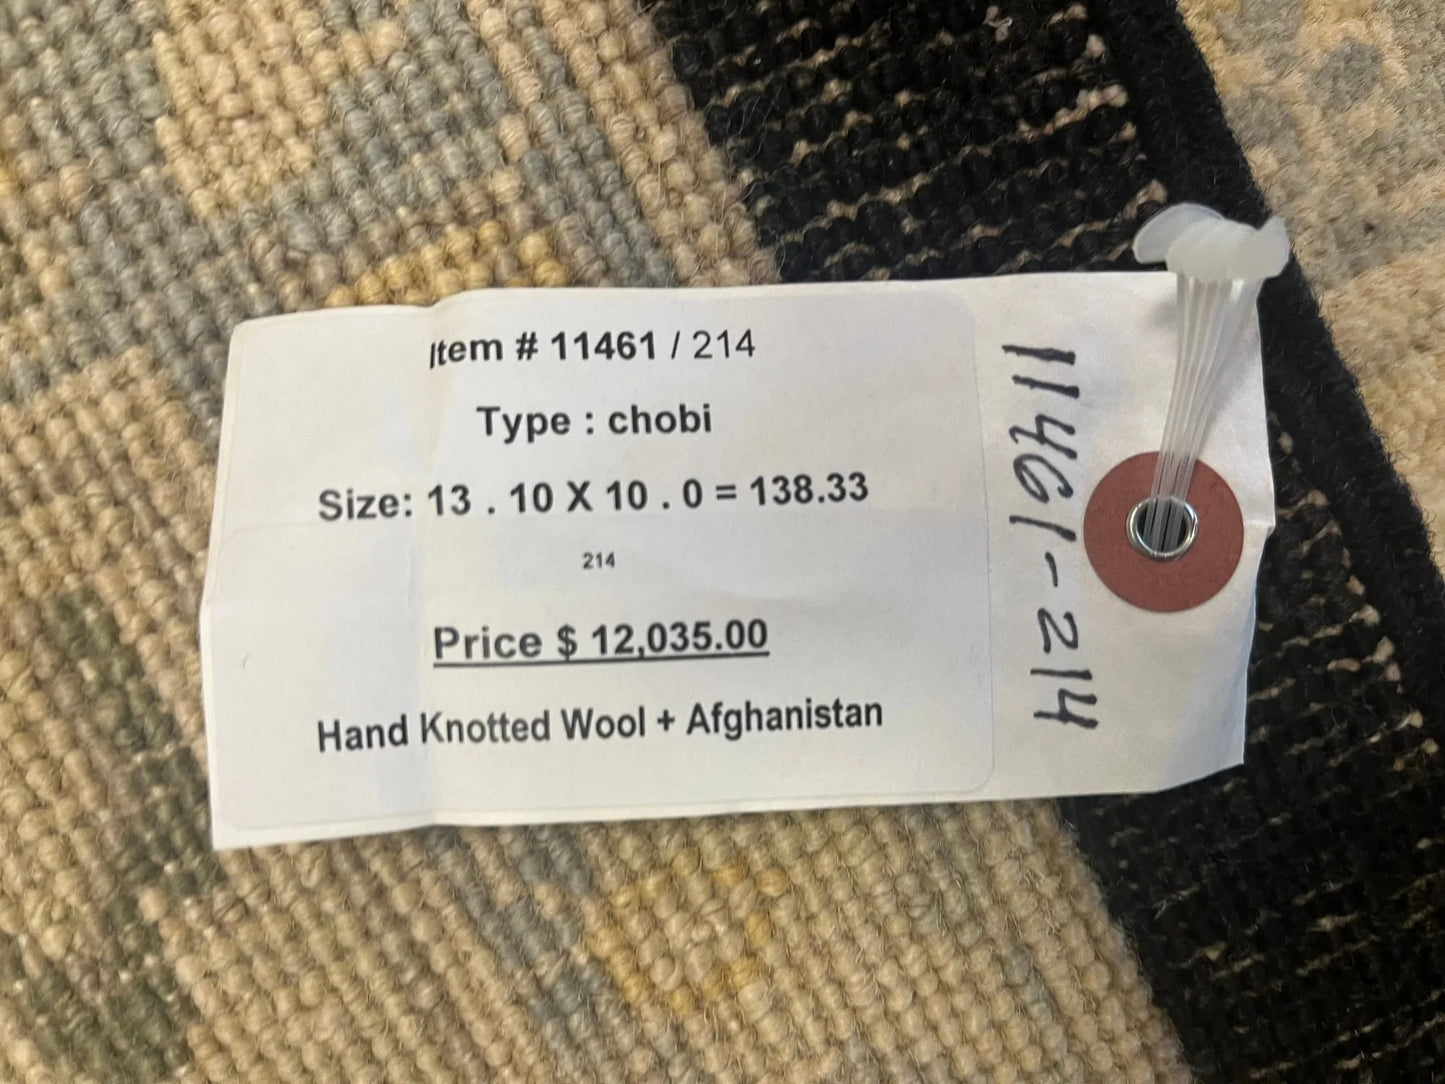 Item # 11461 / 214
Type : chobi
Size: 13 . 10 X 10 . 0 = 138.33
214
Price $ 12,035.00
Hand Knotted Wool + Afghanistan
11461-214